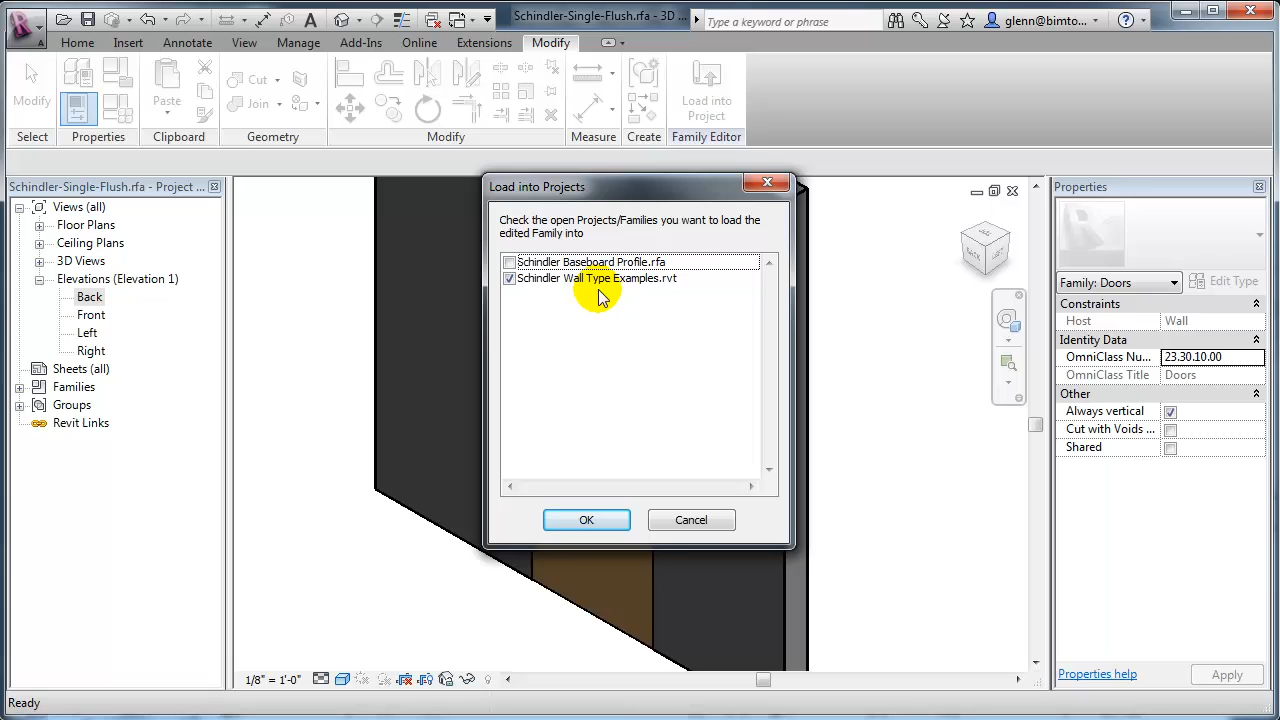 Schindler-Single-Flush.rfa - 3D ...
Type a keyword or phrase
glenn@bimto...
Home
Insert
Annotate
View
Manage
Add-Ins
Online
Extensions
Modify
Modify
Paste
Cut
Join
Load into
Project
Select
Properties
Clipboard
Geometry
Modify
Measure
Create
Family Editor
Schindler-Single-Flush.rfa - Project ...
Views (all)
Floor Plans
Ceiling Plans
3D Views
Elevations (Elevation 1)
Back
Front
Left
Right
Sheets (all)
Families
Groups
Revit Links
Load into Projects
Check the open Projects/Families you want to load the
edited Family into
Schindler Baseboard Profile.rfa
Schindler Wall Type Examples.rvt
OK
Cancel
BACK
LEFT
Properties
Family: Doors
Edit Type
Constraints
Host
Wall
Identity Data
OmniClass Nu...
23.30.10.00
OmniClass Title
Doors
Other
Always vertical
Cut with Voids ...
Shared
Properties help
Apply
1/8" = 1'-0"
Ready